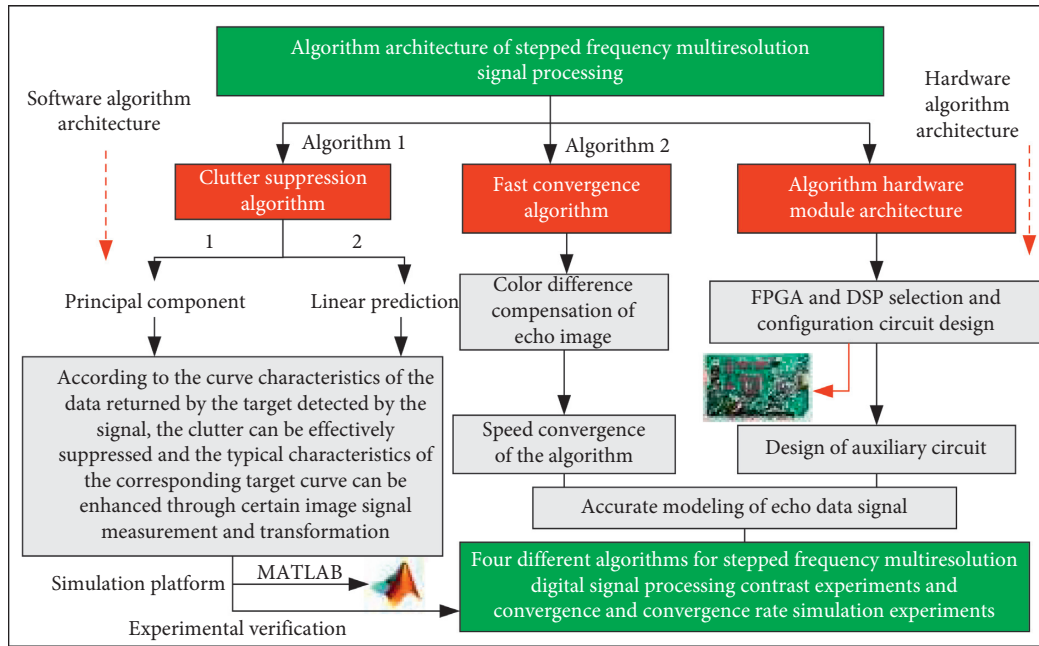 Algorithm architecture of stepped frequency multiresolution
signal processing
Software algorithm
architecture
Hardware
algorithm
architecture
Algorithm 1
Algorithm 2
Clutter suppression
algorithm
Fast convergence
algorithm
Algorithm hardware
module architecture
1
2
Principal component
Linear prediction
Color difference
compensation of
echo image
FPGA and DSP selection and
configuration circuit design
According to the curve characteristics of the
data returned by the target detected by the
signal, the clutter can be effectively
suppressed and the typical characteristics of
the corresponding target curve can be
enhanced through certain image signal
measurement and transformation
Speed convergence
of the algorithm
Design of auxiliary circuit
Accurate modeling of echo data signal
Simulation platform
MATLAB
Experimental verification
Four different algorithms for stepped frequency multiresolution
digital signal processing contrast experiments and
convergence and convergence rate simulation experiments